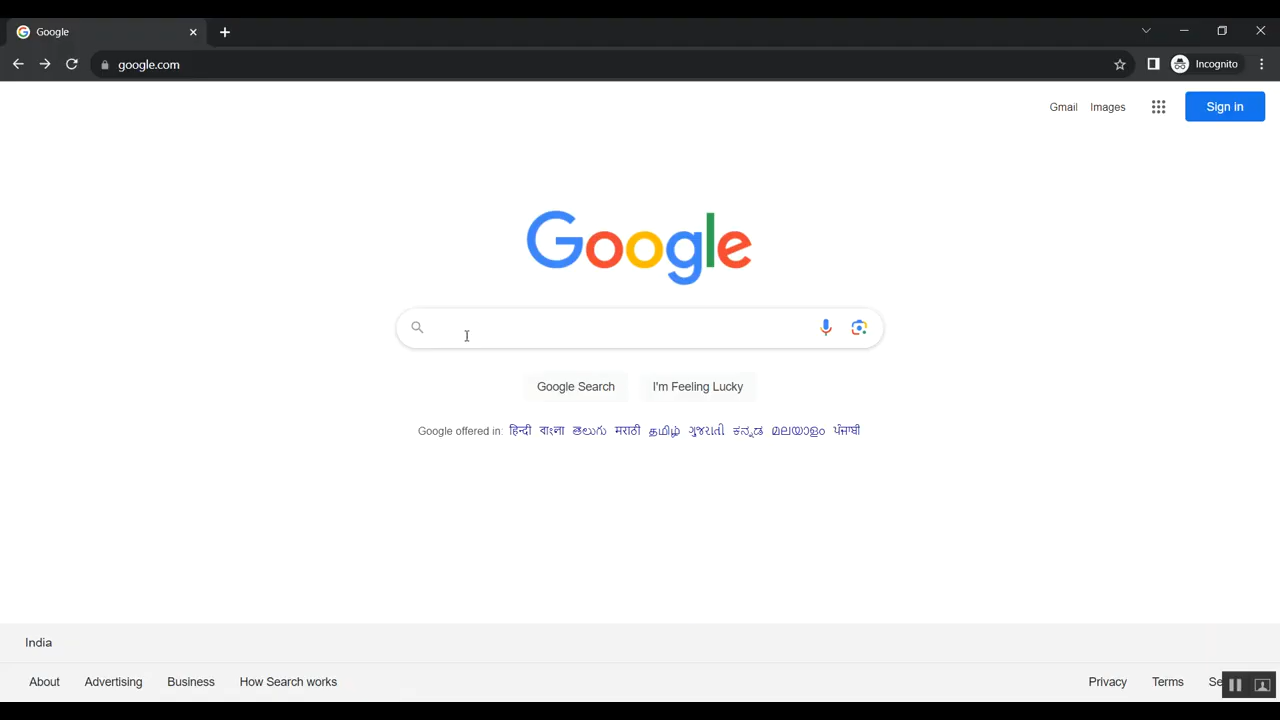 Google
google.com
Incognito
Gmail Images Sign in
Google
Google Search I'm Feeling Lucky
Google offered in: हिन्दी বাংলা తెలుగు मराठी தமிழ் ગુજરાતી ಕನ್ನಡ മലയാളം ਪੰਜਾਬੀ
India
About Advertising Business How Search works Privacy Terms